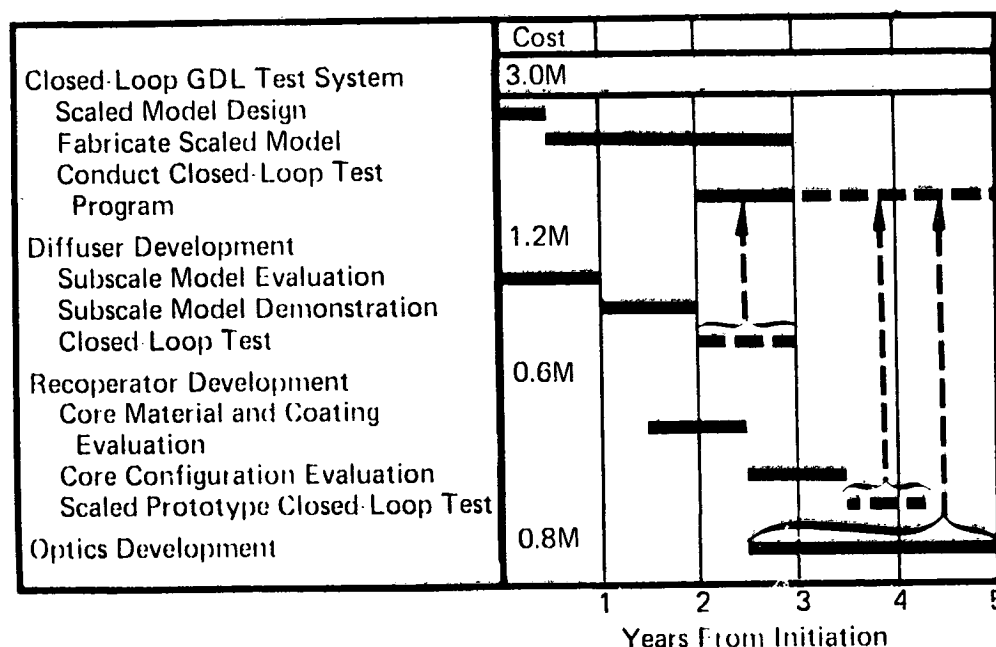 Cost
Closed-Loop GDL Test System 3.0M
Scaled Model Design
Fabricate Scaled Model
Conduct Closed-Loop Test
Program
1.2M
Diffuser Development
Subscale Model Evaluation
Subscale Model Demonstration
Closed-Loop Test
0.6M
Recoperator Development
Core Material and Coating
Evaluation
Core Configuration Evaluation
Scaled Prototype Closed-Loop Test
Optics Development 0.8M
1 2 3 4 5
Years From Initiation